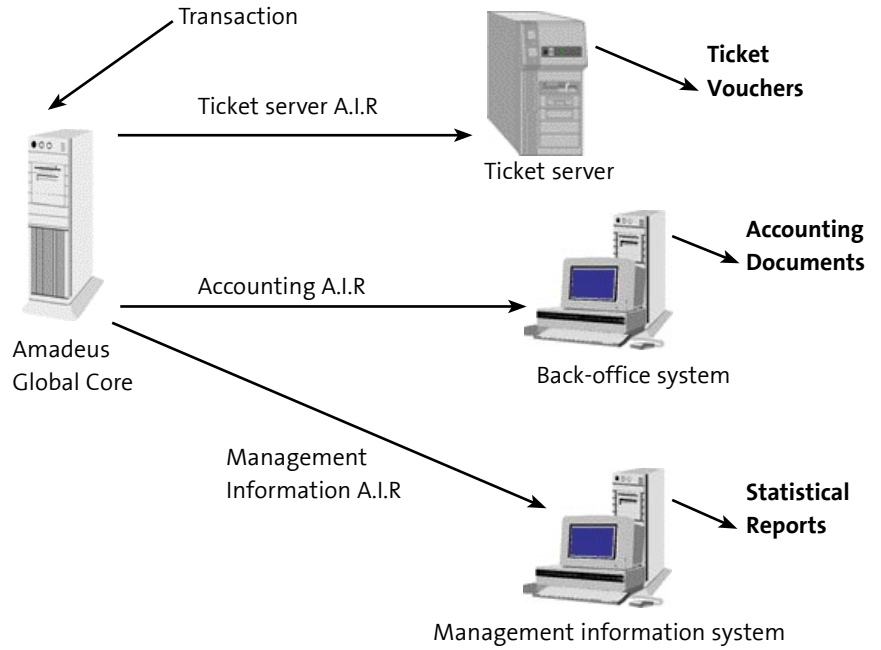 Transaction
Ticket
Vouchers
Ticket server A.I.R
Ticket server
Accounting
Documents
Accounting A.I.R
Amadeus
Global Core
Back-office system
Management
Information A.I.R
Statistical
Reports
Management information system